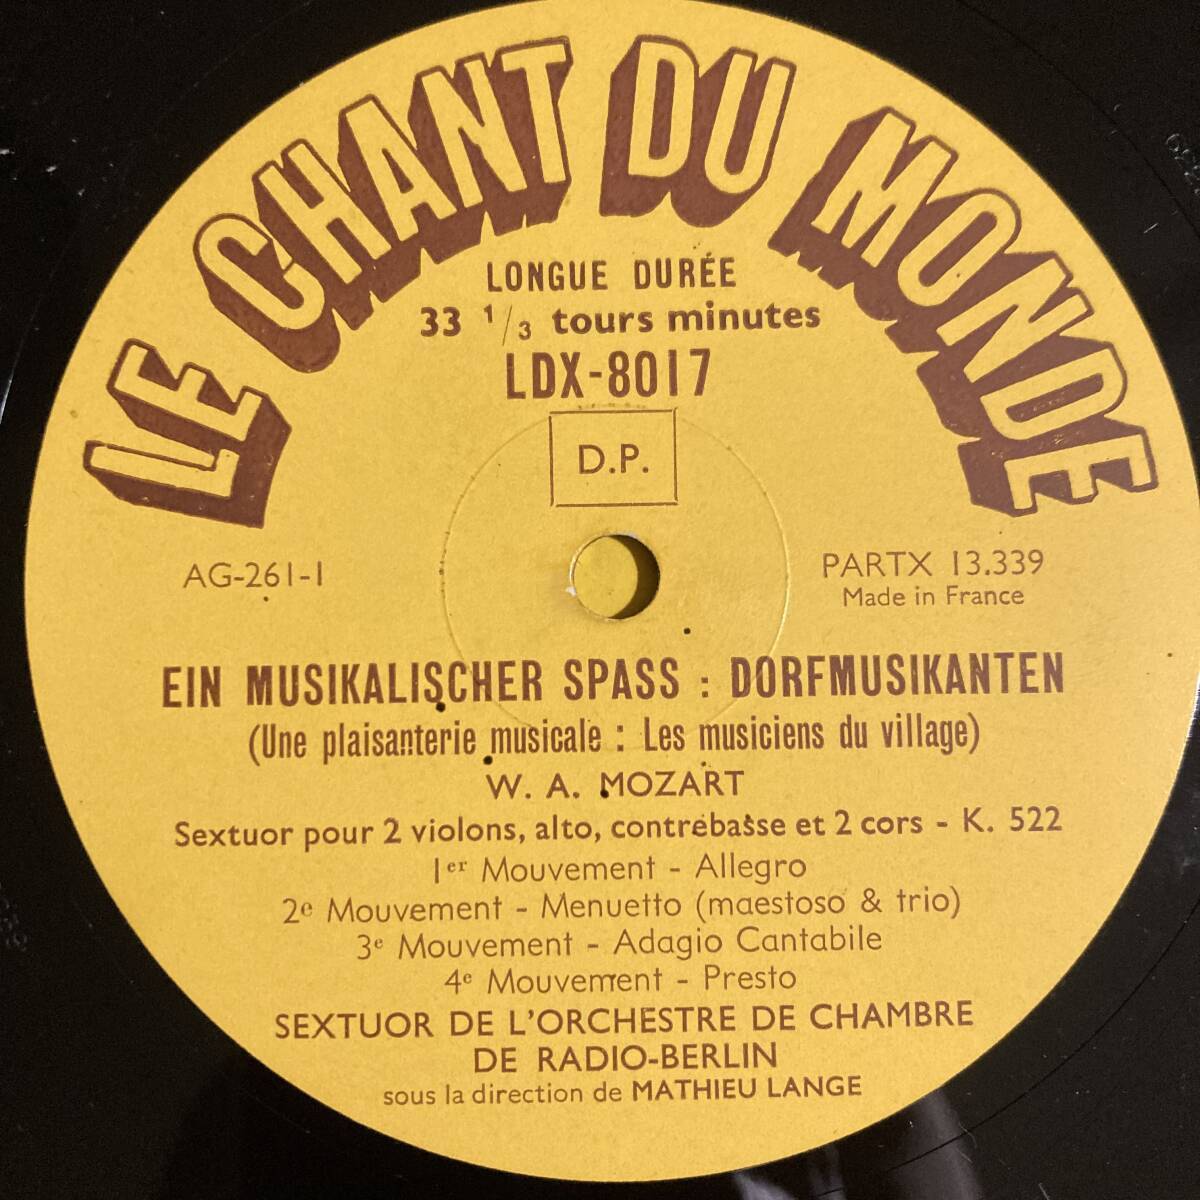 LE CHANT DU MONDE
LONGUE DURÉE
33 1/3 tours minutes
LDX-8017
D.P.
AG-261-1
PARTX 13.339
Made in France
EIN MUSIKALISCHER SPASS : DORFMUSIKANTEN
(Une plaisanterie musicale : Les musiciens du village)
W. A. MOZART
Sextuor pour 2 violons, alto, contrebasse et 2 cors - K. 522
1er Mouvement - Allegro
2e Mouvement - Menuetto (maestoso & trio)
3e Mouvement - Adagio Cantabile
4e Mouvement - Presto
SEXTUOR DE L'ORCHESTRE DE CHAMBRE
DE RADIO-BERLIN
sous la direction de MATHIEU LANGE